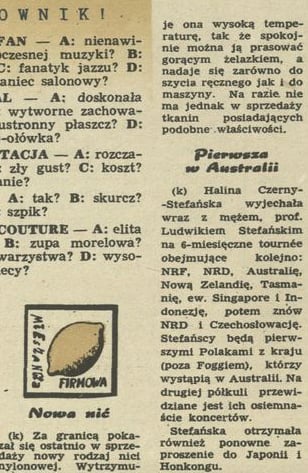 OWNIKU!
FAN — A: nienawi-
oczesnej muzyki? B:
C: fanatyk jazzu? D:
aniec salonowy?
AL — A: doskonała
wytworne zachowa-
ustronny płaszcz? D:
-ołówka?
TACJA — A: rozcza-
: zły gust? C: koszt?
anie?
A: tak? B: skurcz?
szpik?
COUTURE — A: elita
B: zupa morelowa?
warzystwa? D: wyso-
lecy?
MIESZANKA
FIRMOWA
Nowa nić
(k) Za granicą poka-
zał się ostatnio w sprze-
daży nowy rodzaj nici
nylonowej. Wytrzymu-
je ona wysoką tempe-
raturę, tak że spokoj-
nie można ją prasować
gorącym żelazkiem, a
nadaje się zarówno do
szycia ręcznego jak i do
maszyny. Na razie nie
ma jednak w sprzedaży
tkanin posiadających
podobne właściwości.
Pierwsza
w Australii
(k) Halina Czerny-
-Stefańska wyjechała
wraz z mężem, prof.
Ludwikiem Stefańskim
na 6-miesięczne tournée
obejmujące kolejno:
NRF, NRD, Australię,
Nową Zelandię, Tasma-
nię, ew. Singapore i In-
donezję, potem znów
NRD i Czechosłowację.
Stefańscy będą pierw-
szymi Polakami z kraju
(poza Foggiem), którzy
wystąpią w Australii. Na
drugiej półkuli przewi-
dziane jest ich osiemna-
ście koncertów.
Stefańska otrzymała
również ponowne za-
proszenie do Japonii i
Honkongu.